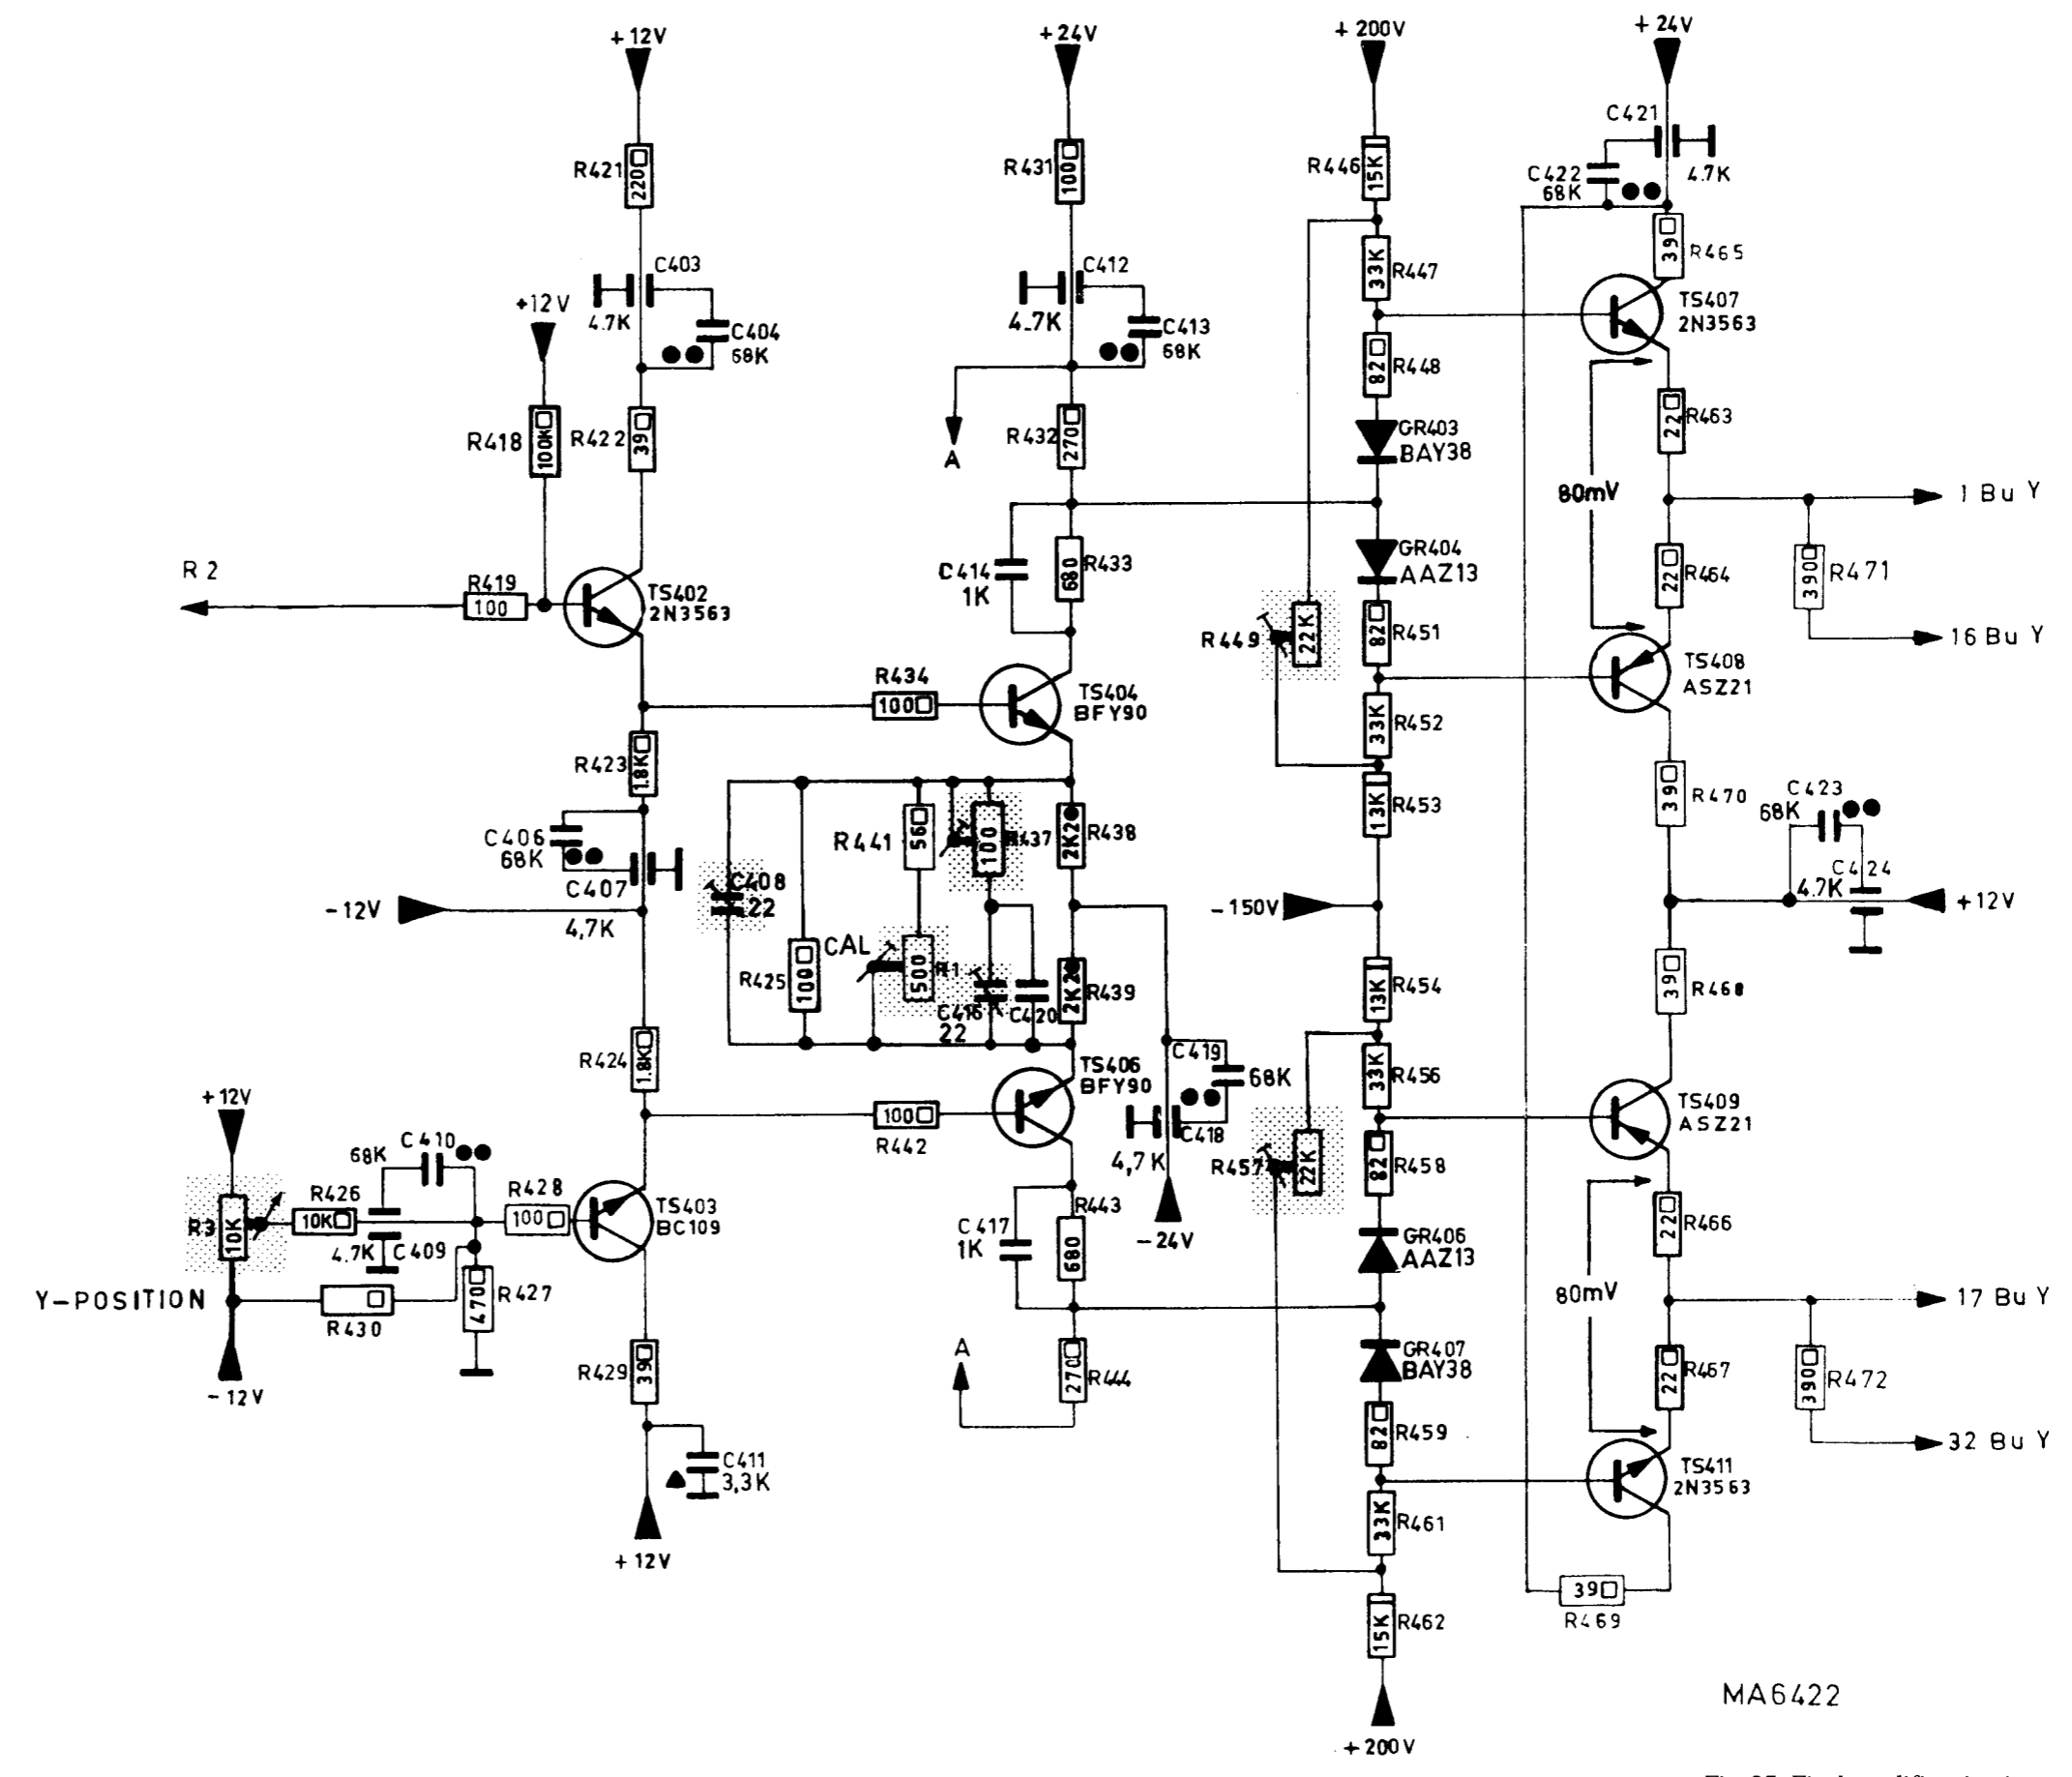 +12V
+24V
+200V
+24V
R421
220
R431
100
R446
15K
C421
4.7K
C422
68K
C403
4.7K
C404
68K
C412
4.7K
C413
68K
R447
33K
39
R465
TS407
2N3563
+12V
R418
100K
R422
39
A
R432
270
82
R448
GR403
BAY38
22
R463
80mV
1 Bu Y
R2
R419
100
TS402
2N3563
C414
1K
680
R433
GR404
AAZ13
22
R464
390
R471
16 Bu Y
R449
22K
82
R451
R434
100
TS404
BFY90
TS408
ASZ21
33K
R452
R423
1.8K
C406
68K
C407
4,7K
-12V
C408
22
R441
56
100
R437
2K2
R438
13K
R453
39
R470
C423
68K
C424
4.7K
+12V
-150V
R425
100
CAL
500
R1
C416
22
C420
2K2
R439
13K
R454
39
R468
R424
1.8K
TS406
BFY90
C419
68K
C418
4,7K
-24V
33K
R456
TS409
ASZ21
R442
100
R457
22K
82
R458
+12V
C410
68K
R3
10K
R426
10K
4.7K
C409
R428
100
TS403
BC109
C417
1K
R443
680
GR406
AAZ13
22
R466
80mV
17 Bu Y
Y-POSITION
R430
470
R427
-12V
R429
39
A
270
R444
GR407
BAY38
22
R467
390
R472
32 Bu Y
82
R459
C411
3,3K
+12V
TS411
2N3563
33K
R461
39
R469
15K
R462
+200V
MA6422